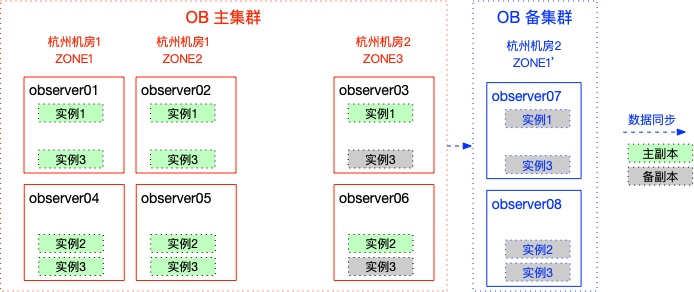 OB 主集群
杭州机房1
ZONE1
杭州机房1
ZONE2
杭州机房2
ZONE3
observer01
实例1
实例3
observer02
实例1
实例3
observer03
实例1
实例3
observer04
实例2
实例3
observer05
实例2
实例3
observer06
实例2
实例3
OB 备集群
杭州机房2
ZONE1’
observer07
实例1
实例3
observer08
实例2
实例3
数据同步
主副本
备副本